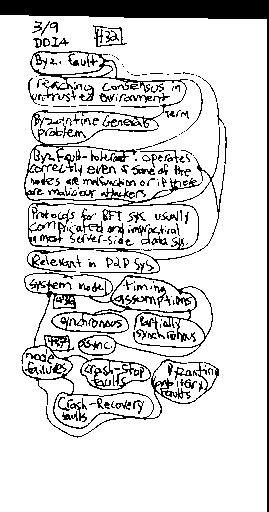 3/9
DDIA 432
Byz. Fault
reaching consensus in
untrusted environment
term
Byzantine Generals
problem
Byz Fault-tolerant: operates
correctly even if some of the
nodes are malfunction or if there
are malicious attackers
Protocols for BFT sys. usually
complicated and impractical
in most server-side data sys.
Relevant in P2P sys
system model
timing
assumptions
synchronous
partially
synchronous
async.
node
failures
crash-stop
faults
Byzantine
arbitrary
faults
Crash-Recovery
faults